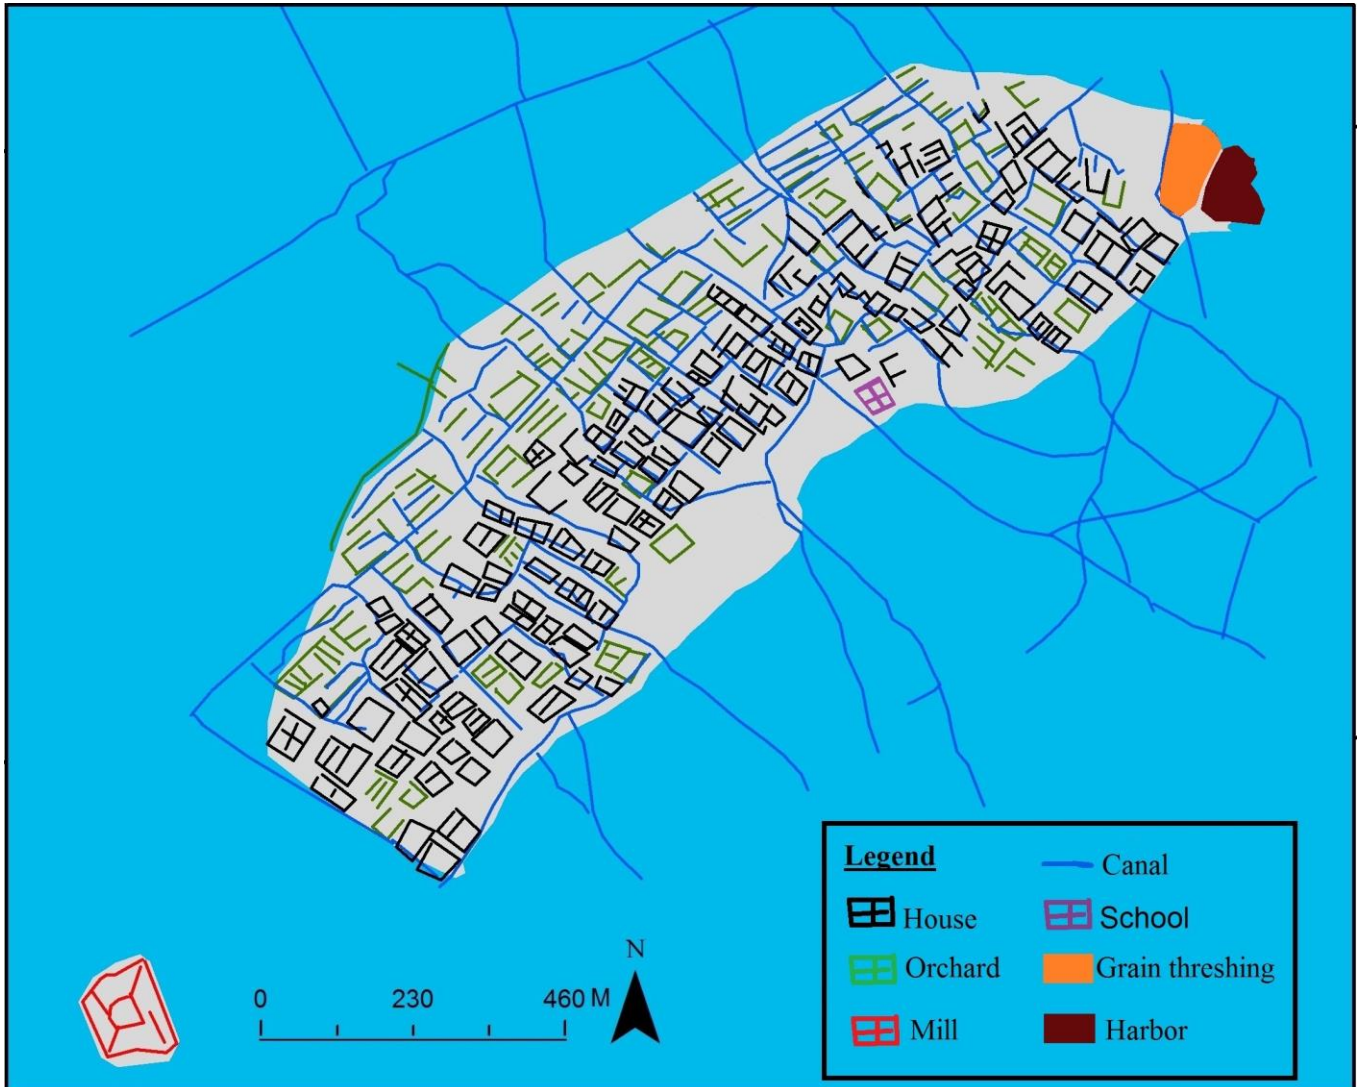 N
0 230 460 M
Legend
House
Canal
School
Orchard
Grain threshing
Mill
Harbor